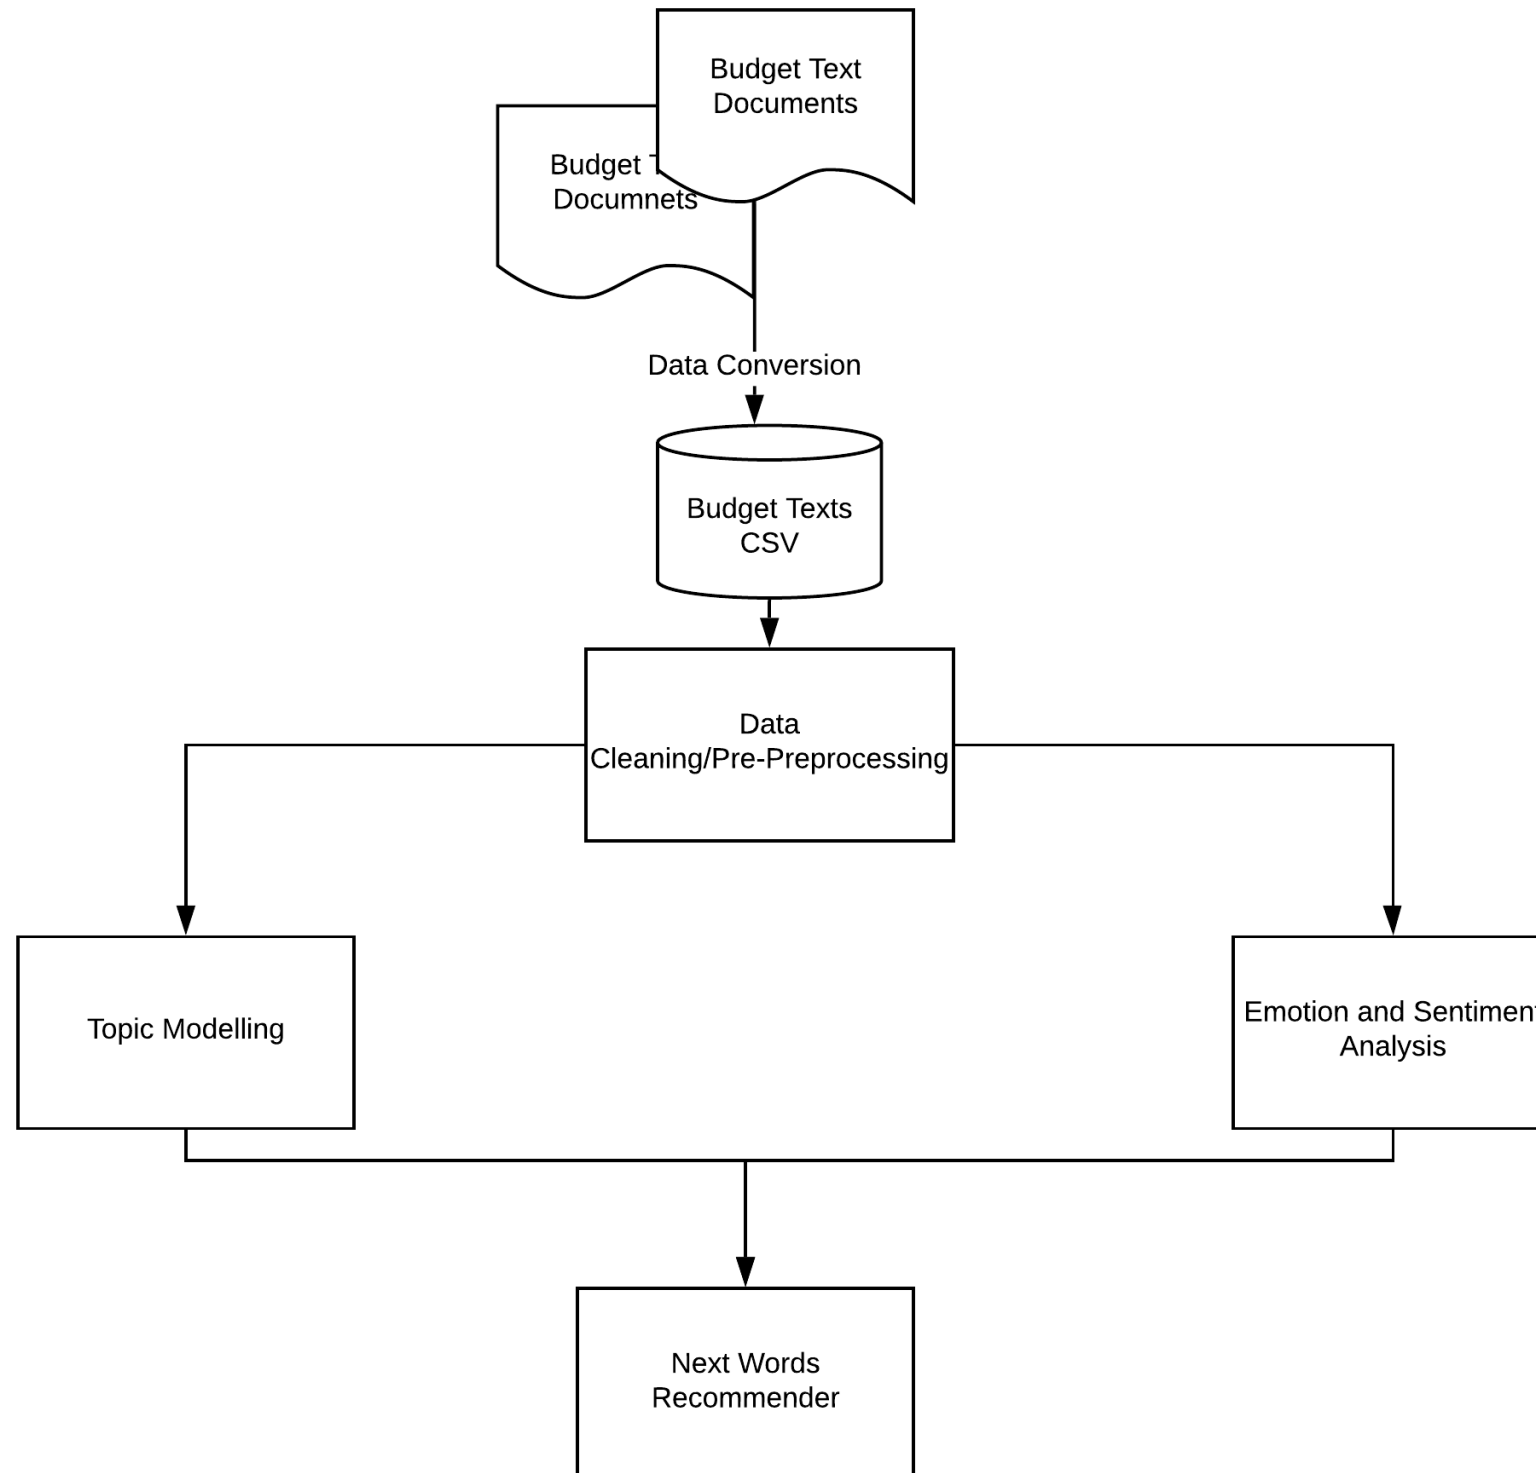 Budget Text
Documents
Budget
Documnets
Data Conversion
Budget Texts
CSV
Data
Cleaning/Pre-Preprocessing
Topic Modelling
Emotion and Sentiment
Analysis
Next Words
Recommender